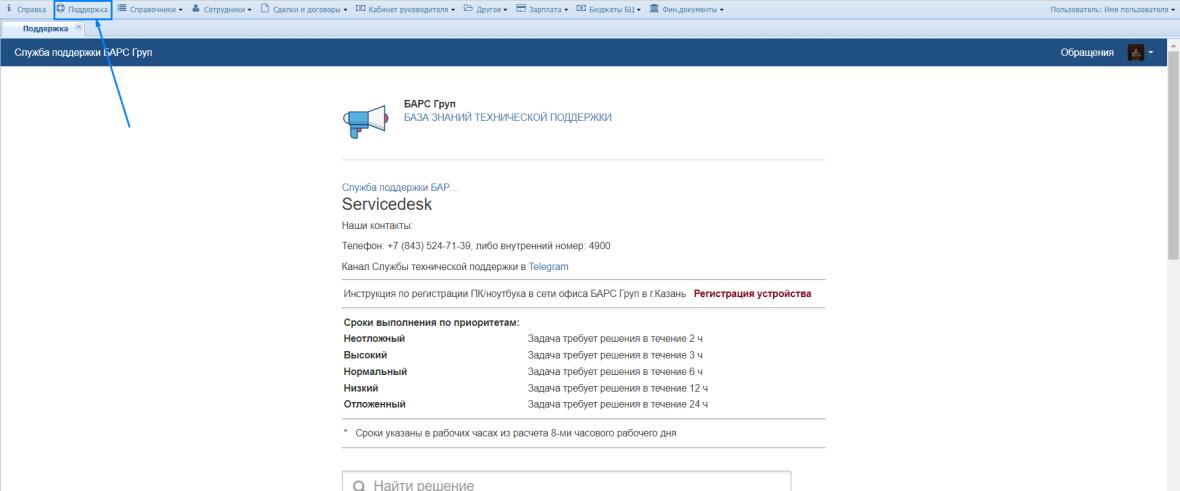 Справка Поддержка Справочники Сотрудники Сделки и договоры Кабинет руководителя Другое Зарплата Бюджеты БЦ Фин.документы Пользователь: Имя пользователя
Поддержка
Служба поддержки БАРС Груп Обращения
БАРС Груп
БАЗА ЗНАНИЙ ТЕХНИЧЕСКОЙ ПОДДЕРЖКИ
Служба поддержки БАР...
Servicedesk
Наши контакты:
Телефон: +7 (843) 524-71-39, либо внутренний номер: 4900
Канал Службы технической поддержки в Telegram
Инструкция по регистрации ПК/ноутбука в сети офиса БАРС Груп в г.Казань Регистрация устройства
Сроки выполнения по приоритетам:
Неотложный Задача требует решения в течение 2 ч
Высокий Задача требует решения в течение 3 ч
Нормальный Задача требует решения в течение 6 ч
Низкий Задача требует решения в течение 12 ч
Отложенный Задача требует решения в течение 24 ч
* Сроки указаны в рабочих часах из расчета 8-ми часового рабочего дня
Найти решение